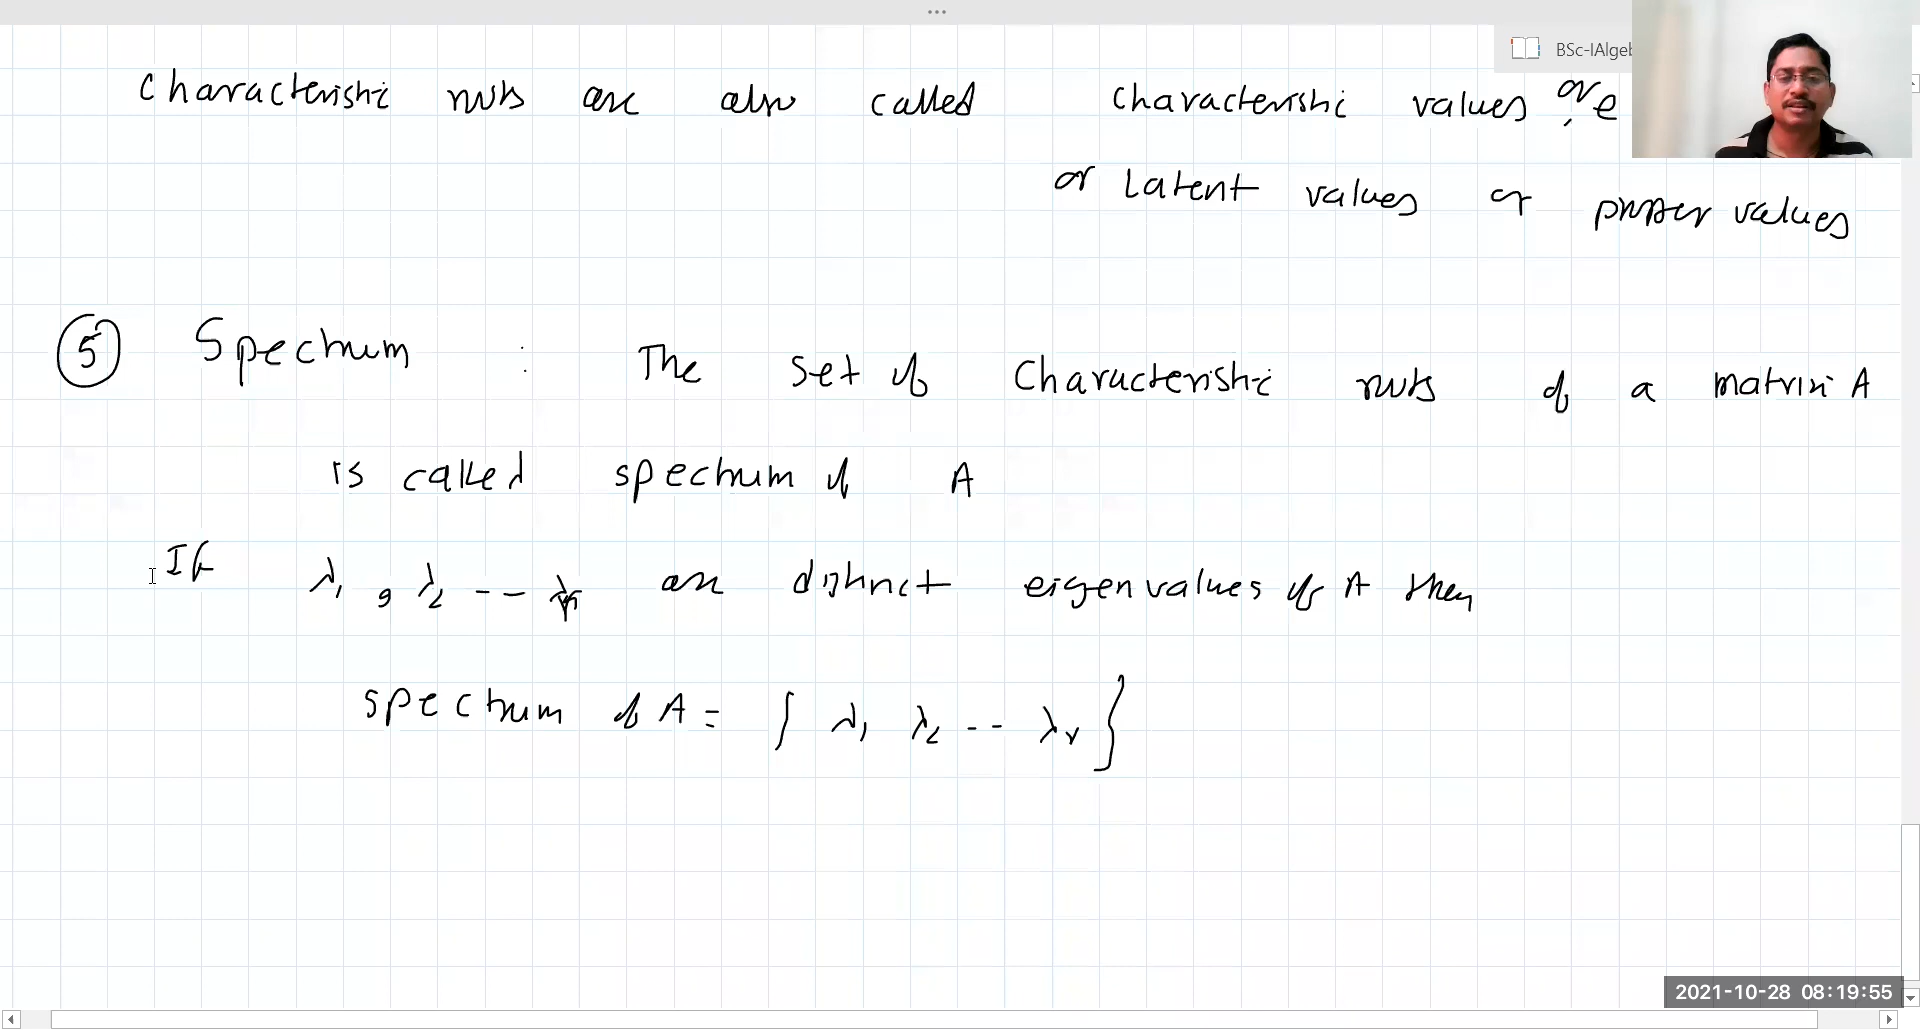 BSc-IAlgeb
Characteristic roots are also called characteristic values or e
or Latent values or proper values
5 Spectrum : The set of Characteristic roots of a matrix A
is called spectrum of A
If λ1 , λ2 -- λr are distinct eigenvalues of A then
spectrum of A = { λ1 λ2 -- λr }
2021-10-28 08:19:55